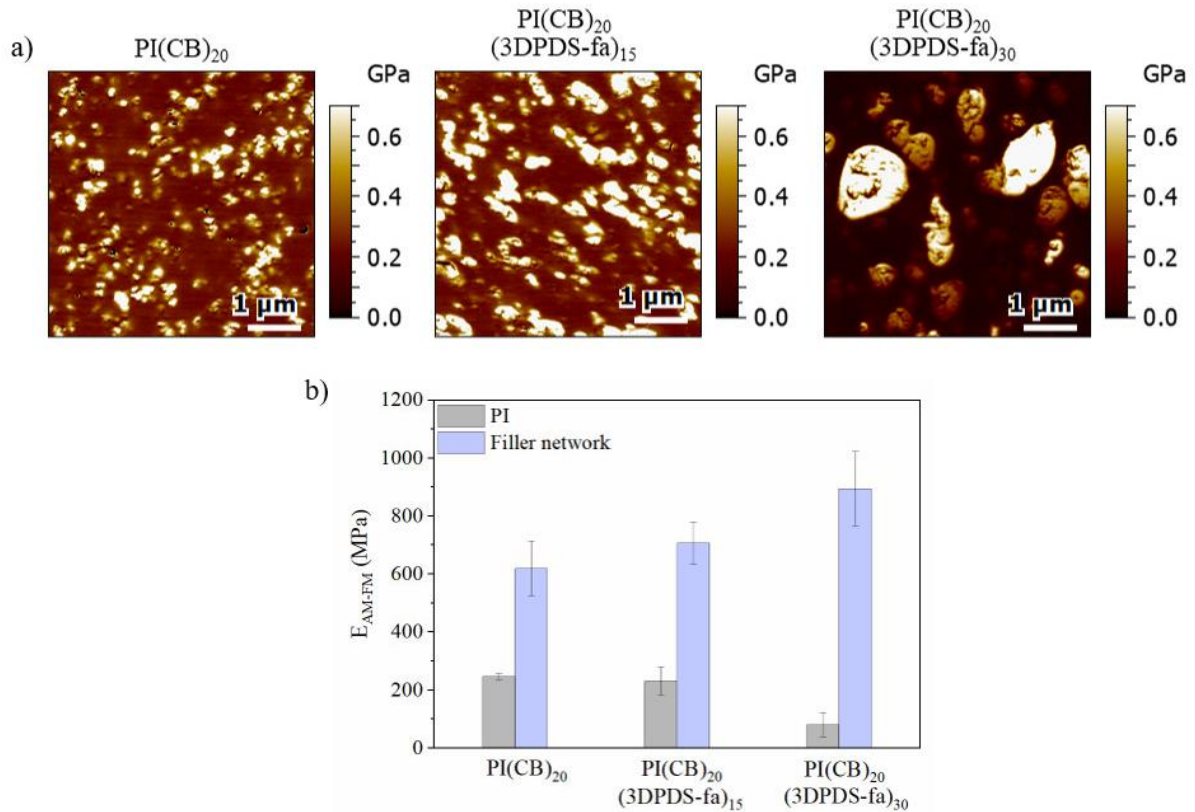 a)
PI(CB)20
PI(CB)20
(3DPDS-fa)15
PI(CB)20
(3DPDS-fa)30
GPa
0.6
0.4
0.2
0.0
1 μm
GPa
0.6
0.4
0.2
0.0
1 μm
GPa
0.6
0.4
0.2
0.0
1 μm
b)
1200
1000
800
600
400
200
0
E_AM-FM (MPa)
PI
Filler network
PI(CB)20
PI(CB)20
(3DPDS-fa)15
PI(CB)20
(3DPDS-fa)30